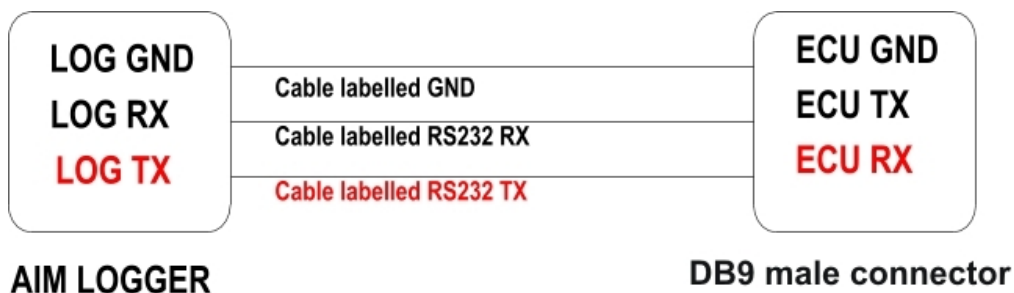 LOG GND
LOG RX
LOG TX
Cable labelled GND
Cable labelled RS232 RX
Cable labelled RS232 TX
ECU GND
ECU TX
ECU RX
AIM LOGGER
DB9 male connector